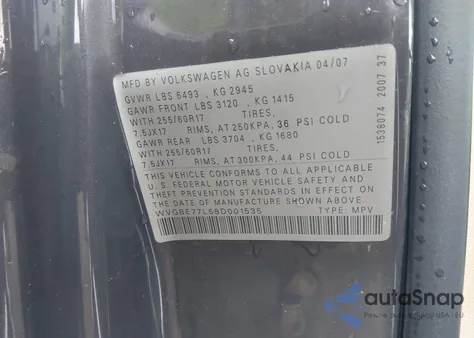 MFD BY VOLKSWAGEN AG SLOVAKIA 04/07
GVWR LBS 6493 , KG 2945
GAWR FRONT LBS 3120 , KG 1415
WITH 255/60R17 TIRES,
7.5JX17 RIMS, AT 250KPA, 36 PSI COLD
GAWR REAR LBS 3704 , KG 1680
WITH 255/60R17 TIRES,
7.5JX17 RIMS, AT 300KPA, 44 PSI COLD
THIS VEHICLE CONFORMS TO ALL APPLICABLE
U.S. FEDERAL MOTOR VEHICLE SAFETY AND
THEFT PREVENTION STANDARDS IN EFFECT ON
THE DATE OF MANUFACTURE SHOWN ABOVE.
WVGBE77L58D001535 TYPE: MPV
1538074 2007 37
autoSnap